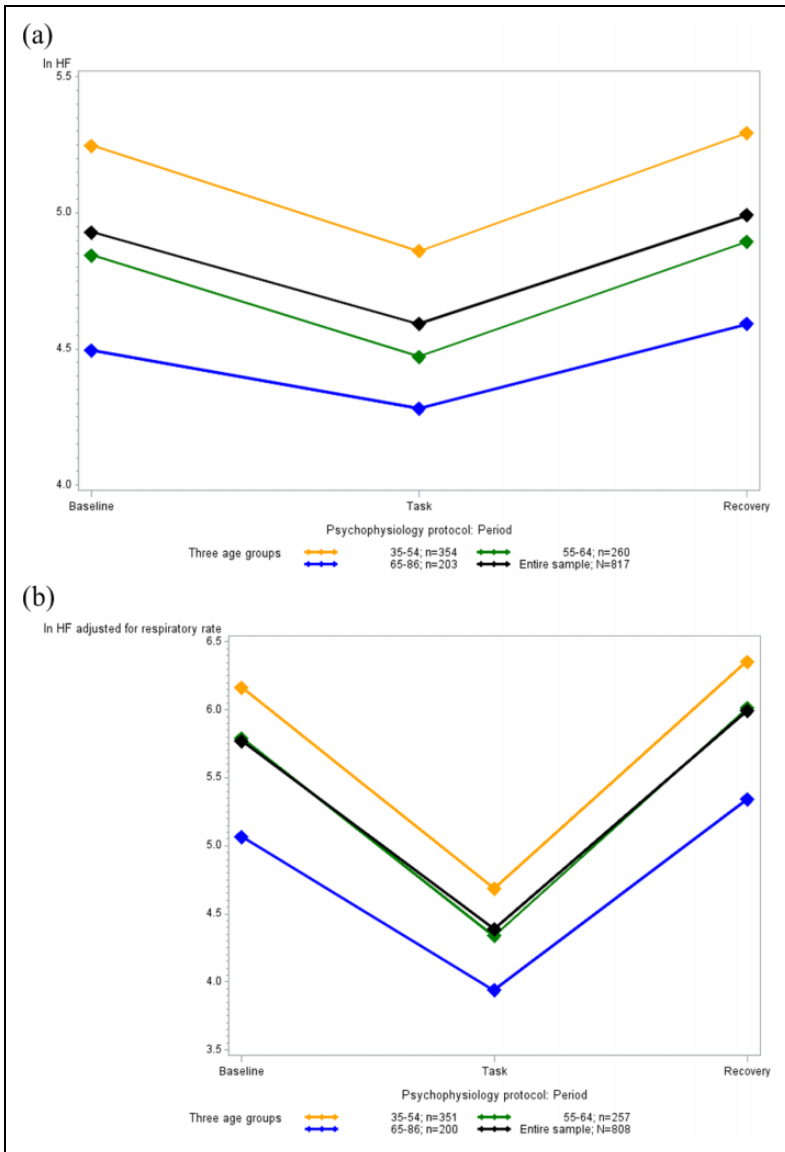 (a)
ln HF
5.5
5.0
4.5
4.0
Baseline Task Recovery
Psychophysiology protocol: Period
Three age groups 35-54; n=354 55-64; n=260
65-86; n=203 Entire sample; N=817
(b)
ln HF adjusted for respiratory rate
6.5
6.0
5.5
5.0
4.5
4.0
3.5
Baseline Task Recovery
Psychophysiology protocol: Period
Three age groups 35-54; n=351 55-64; n=257
65-86; n=200 Entire sample; N=808